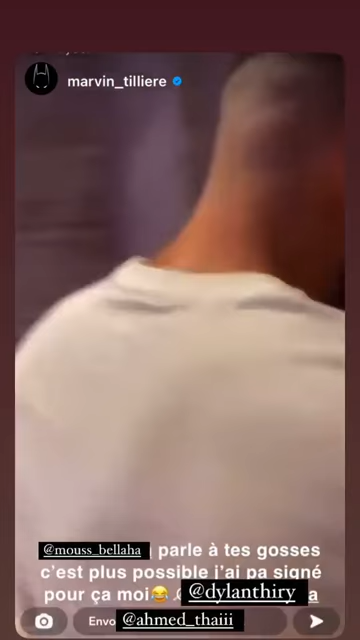 marvin_tilliere
@mouss_bellaha parle à tes gosses
c'est plus possible j'ai pa signé
pour ça moi😂 @dylanthiry a
Envo @ahmed_thaiii